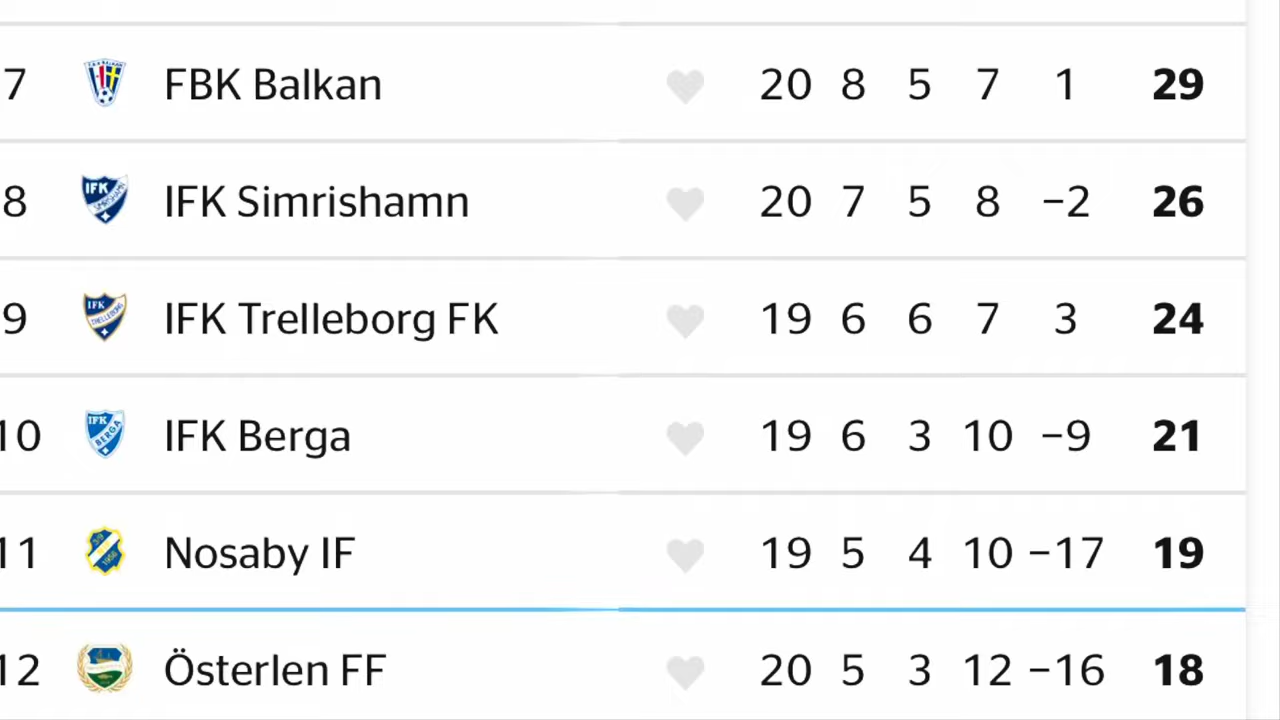 7 FBK Balkan 20 8 5 7 1 29
8 IFK Simrishamn 20 7 5 8 −2 26
9 IFK Trelleborg FK 19 6 6 7 3 24
10 IFK Berga 19 6 3 10 −9 21
11 Nosaby IF 19 5 4 10 −17 19
12 Österlen FF 20 5 3 12 −16 18